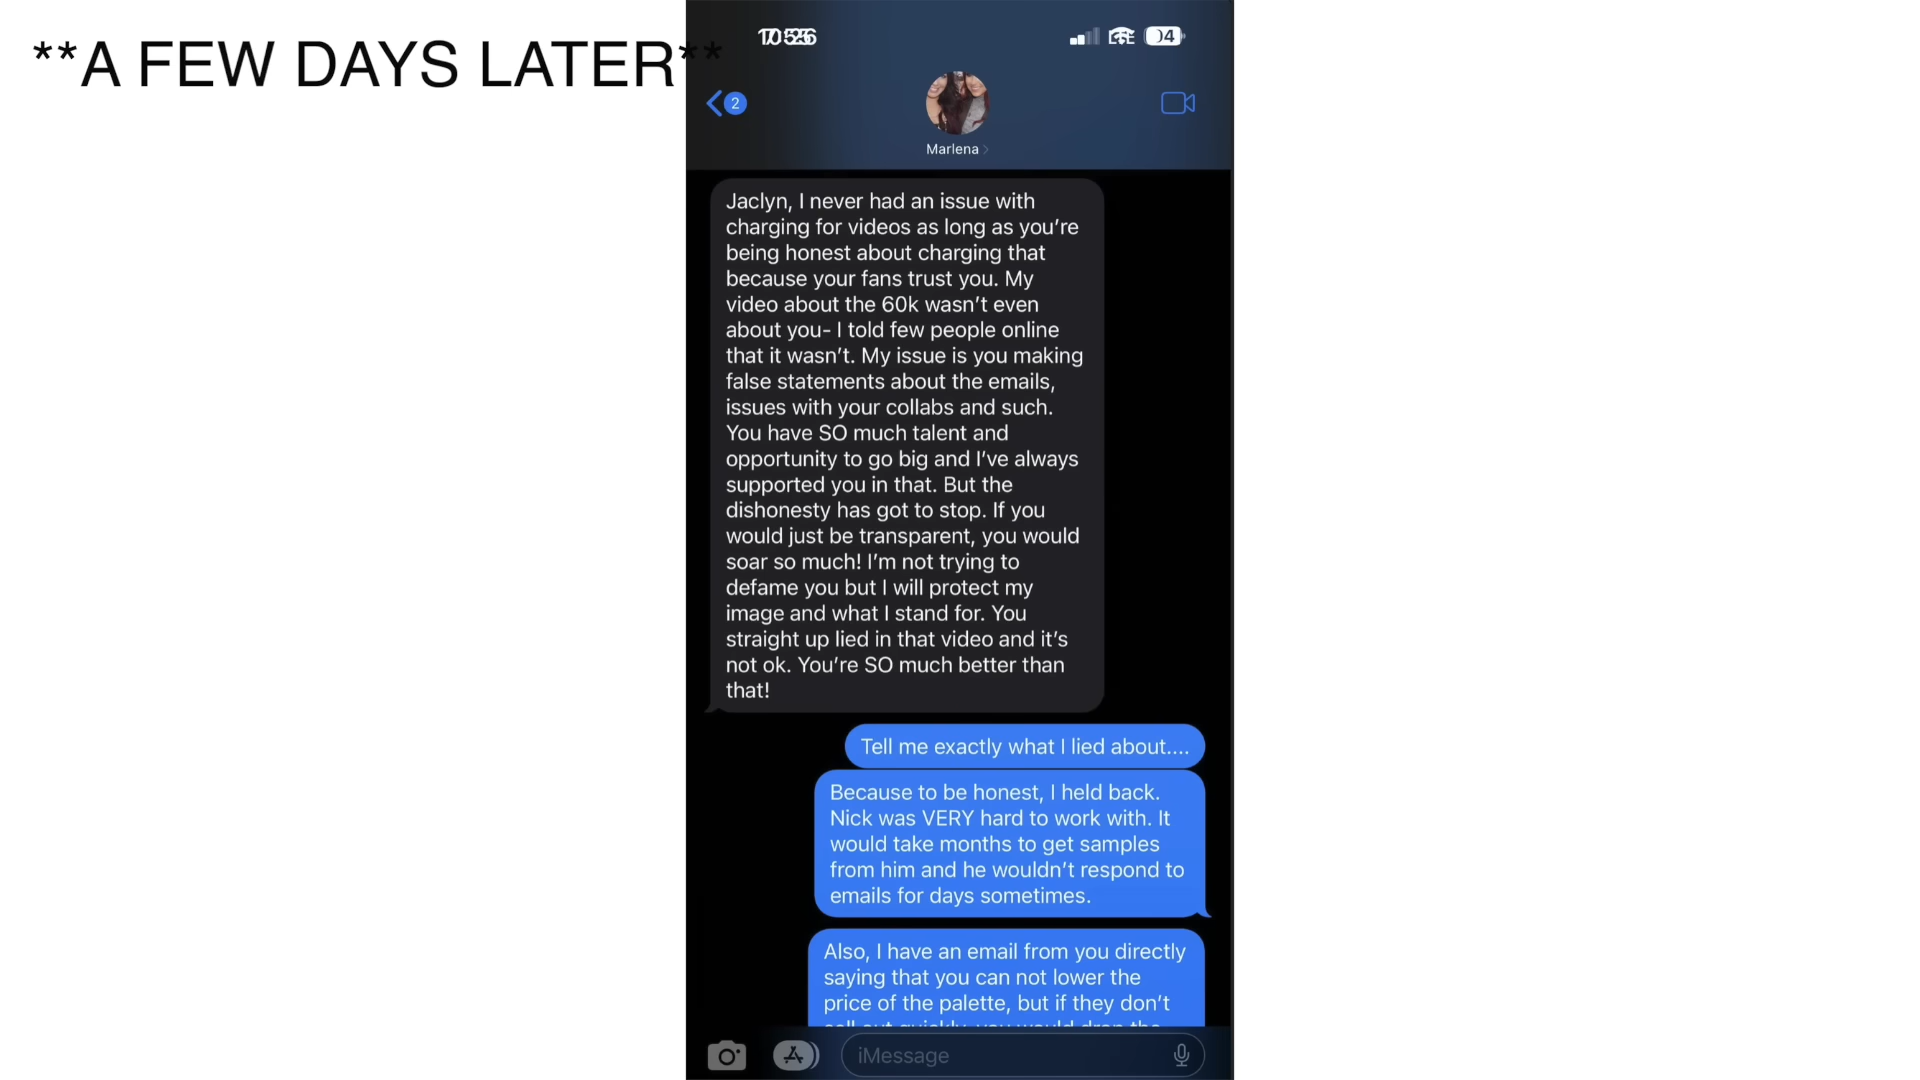 **A FEW DAYS LATER**
2
Marlena
Jaclyn, I never had an issue with
charging for videos as long as you're
being honest about charging that
because your fans trust you. My
video about the 60k wasn't even
about you- I told few people online
that it wasn't. My issue is you making
false statements about the emails,
issues with your collabs and such.
You have SO much talent and
opportunity to go big and I've always
supported you in that. But the
dishonesty has got to stop. If you
would just be transparent, you would
soar so much! I'm not trying to
defame you but I will protect my
image and what I stand for. You
straight up lied in that video and it's
not ok. You're SO much better than
that!
Tell me exactly what I lied about....
Because to be honest, I held back.
Nick was VERY hard to work with. It
would take months to get samples
from him and he wouldn't respond to
emails for days sometimes.
Also, I have an email from you directly
saying that you can not lower the
price of the palette, but if they don't
iMessage